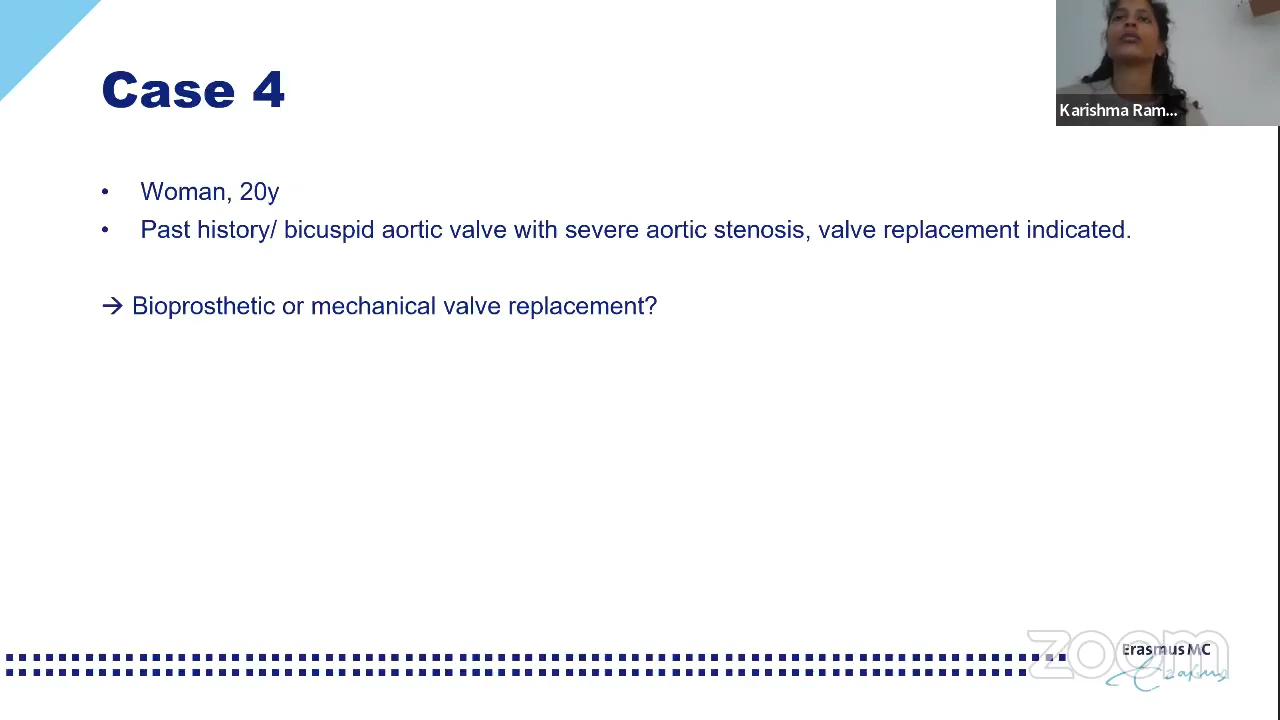 Case 4
Karishma Ram...
• Woman, 20y
• Past history/ bicuspid aortic valve with severe aortic stenosis, valve replacement indicated.
→ Bioprosthetic or mechanical valve replacement?
zoom
Erasmus MC
Erasmus